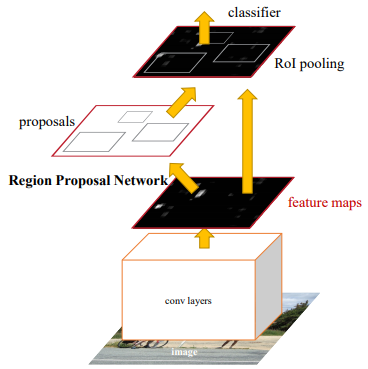 classifier
RoI pooling
proposals
Region Proposal Network
feature maps
conv layers
image